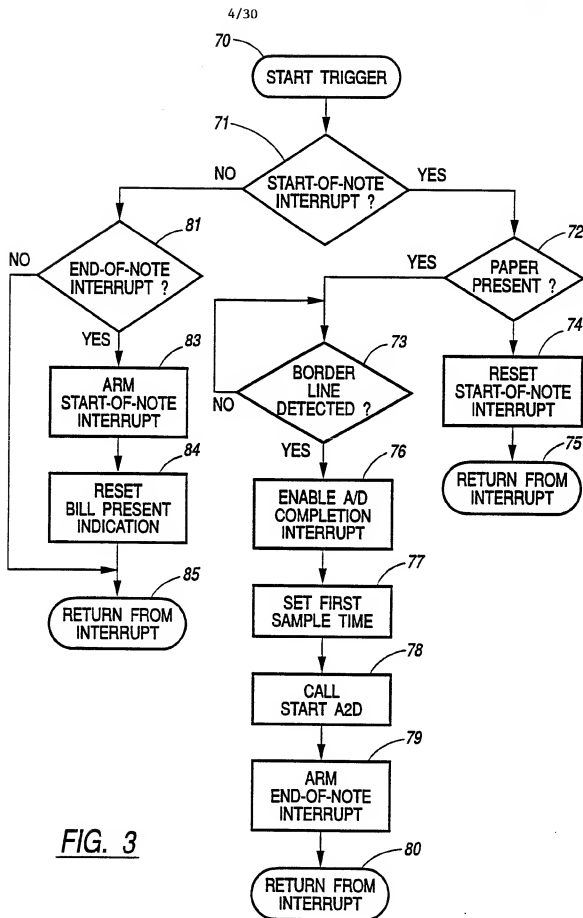 4/30
70
START TRIGGER
71
NO
START-OF-NOTE
INTERRUPT ?
YES
81
NO
END-OF-NOTE
INTERRUPT ?
YES
72
YES
PAPER
PRESENT ?
NO
83
ARM
START-OF-NOTE
INTERRUPT
73
BORDER
LINE
DETECTED ?
NO
YES
74
RESET
START-OF-NOTE
INTERRUPT
75
RETURN FROM
INTERRUPT
84
RESET
BILL PRESENT
INDICATION
76
ENABLE A/D
COMPLETION
INTERRUPT
85
RETURN FROM
INTERRUPT
77
SET FIRST
SAMPLE TIME
78
CALL
START A2D
79
ARM
END-OF-NOTE
INTERRUPT
80
RETURN FROM
INTERRUPT
FIG. 3